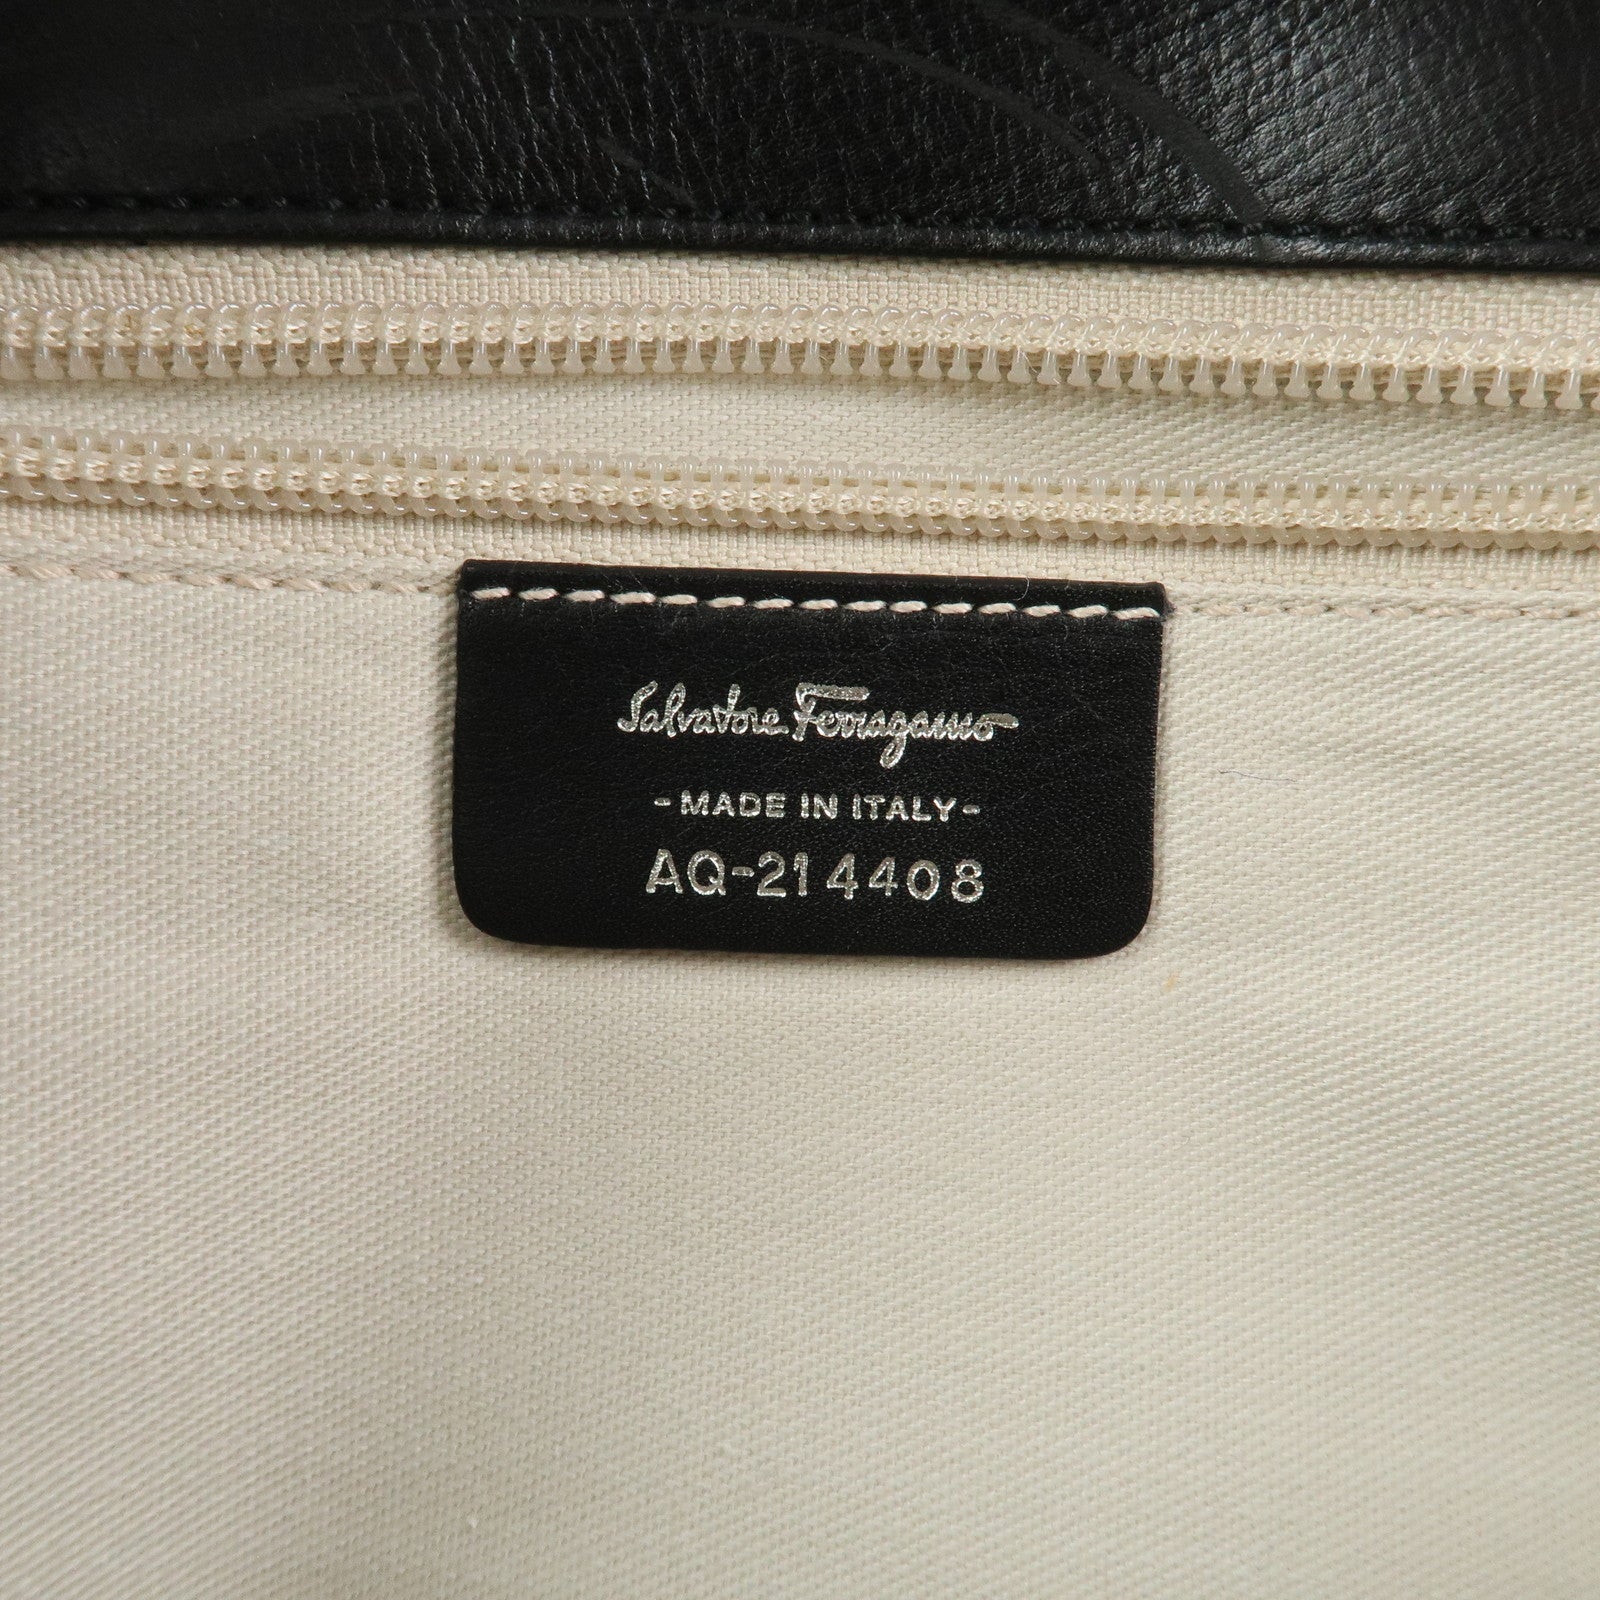 Salvatore Ferragamo
-MADE IN ITALY-
AQ-214408